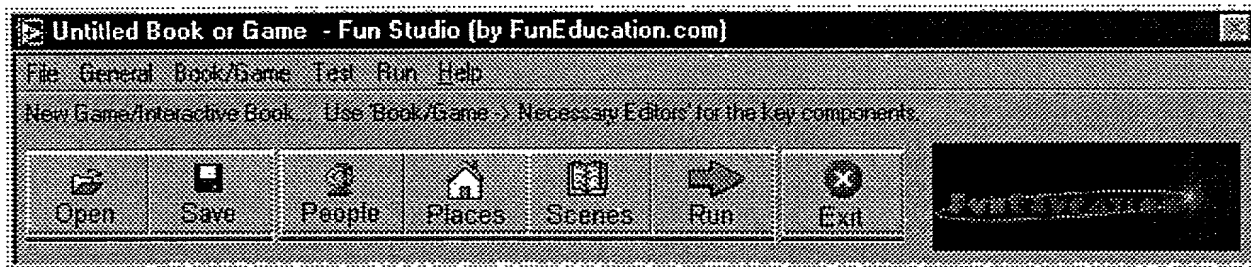 Untitled Book or Game - Fun Studio (by FunEducation.com)
File General Book/Game Test Run Help
New Game/Interactive Book... Use 'Book/Game -> Necessary Editors' for the key components.
Open Save People Places Scenes Run Exit